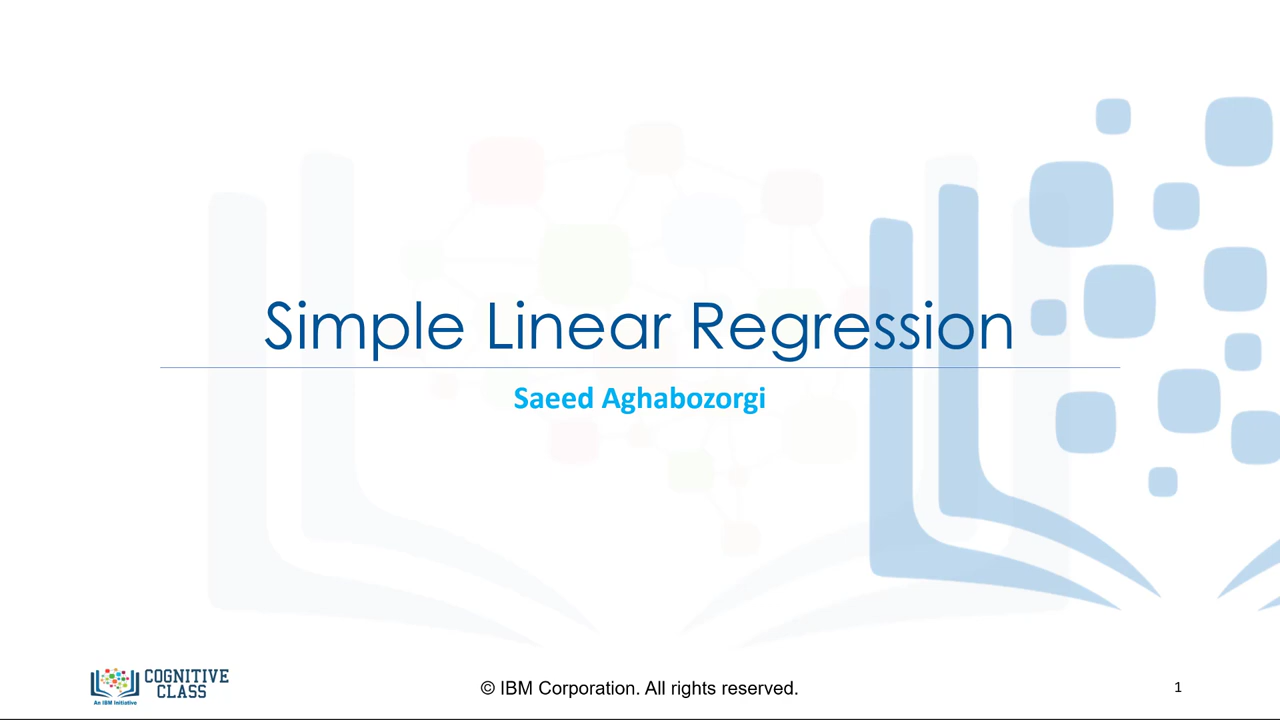 Simple Linear Regression
Saeed Aghabozorgi
COGNITIVE
CLASS
An IBM Initiative
© IBM Corporation. All rights reserved.
1